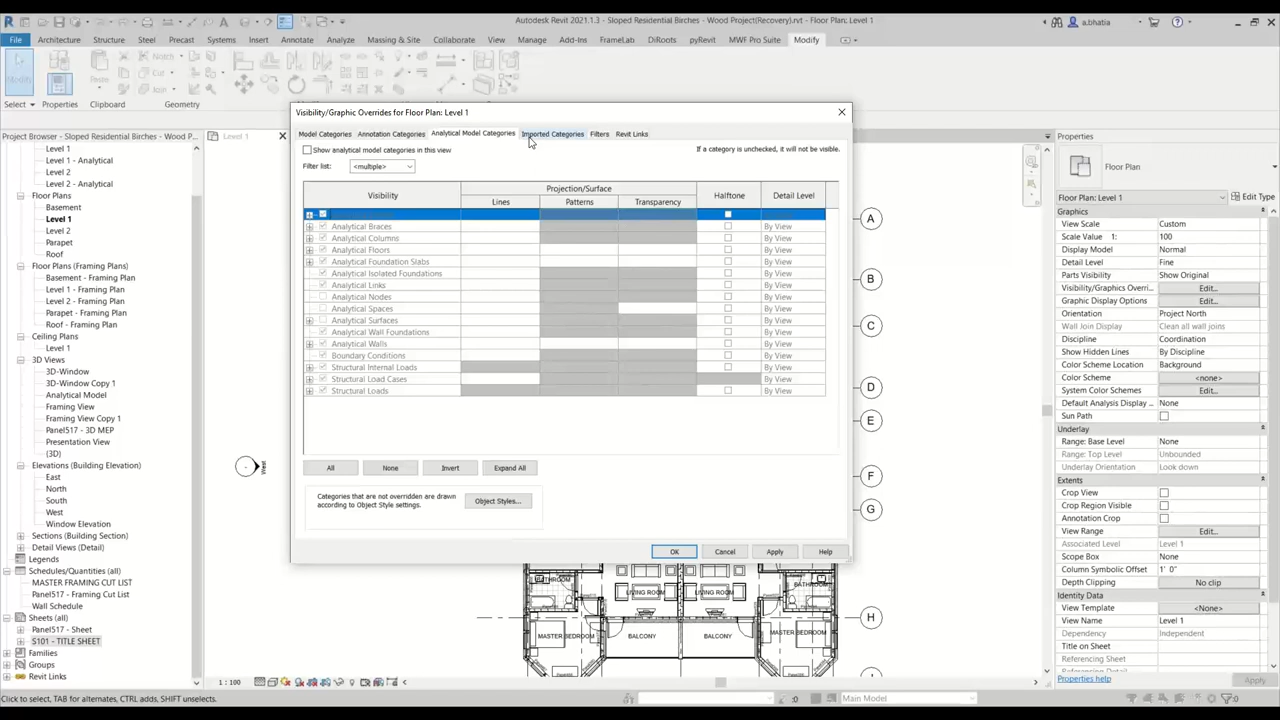 Autodesk Revit 2021.1.3 - Sloped Residential Birches - Wood Project(Recovery).rvt - Floor Plan: Level 1
a.bhatia
File Architecture Structure Steel Precast Systems Insert Annotate Analyze Massing & Site Collaborate View Manage Add-Ins FrameLab DiRoots pyRevit MWF Pro Suite Modify
Modify Paste Notch Cut Join
Select Properties Clipboard Geometry
Project Browser - Sloped Residential Birches - Wood P...
Level 1
Level 1 - Analytical
Level 2
Level 2 - Analytical
Floor Plans
Basement
Level 1
Level 2
Parapet
Roof
Floor Plans (Framing Plans)
Basement - Framing Plan
Level 1 - Framing Plan
Level 2 - Framing Plan
Parapet - Framing Plan
Roof - Framing Plan
Ceiling Plans
Level 1
3D Views
3D-Window
3D-Window Copy 1
Analytical Model
Framing View
Framing View Copy 1
Panel517 - 3D MEP
Presentation View
{3D}
Elevations (Building Elevation)
East
North
South
West
Window Elevation
Sections (Building Section)
Detail Views (Detail)
Legends
Schedules/Quantities (all)
MASTER FRAMING CUT LIST
Panel517 - Framing Cut List
Wall Schedule
Sheets (all)
Panel517 - Sheet
S101 - TITLE SHEET
Families
Groups
Revit Links
Level 1
Visibility/Graphic Overrides for Floor Plan: Level 1
Model Categories Annotation Categories Analytical Model Categories Imported Categories Filters Revit Links
Show analytical model categories in this view
If a category is unchecked, it will not be visible.
Filter list: <multiple>
Visibility Projection/Surface Halftone Detail Level
Lines Patterns Transparency
Analytical Braces By View
Analytical Columns By View
Analytical Floors By View
Analytical Foundation Slabs By View
Analytical Isolated Foundations By View
Analytical Links By View
Analytical Nodes By View
Analytical Spaces By View
Analytical Surfaces By View
Analytical Wall Foundations By View
Analytical Walls By View
Boundary Conditions By View
Structural Internal Loads By View
Structural Load Cases By View
Structural Loads By View
All None Invert Expand All
Categories that are not overridden are drawn
according to Object Style settings.
Object Styles...
OK Cancel Apply Help
West
A
B
C
D
E
F
G
H
BATHROOM LIVING ROOM LIVING ROOM BATHROOM
MASTER BEDROOM BALCONY BALCONY MASTER BEDROOM
Properties
Floor Plan
Floor Plan: Level 1 Edit Type
Graphics
View Scale Custom
Scale Value 1: 100
Display Model Normal
Detail Level Fine
Parts Visibility Show Original
Visibility/Graphics Overri... Edit...
Graphic Display Options Edit...
Orientation Project North
Wall Join Display Clean all wall joins
Discipline Coordination
Show Hidden Lines By Discipline
Color Scheme Location Background
Color Scheme <none>
System Color Schemes Edit...
Default Analysis Display ... None
Sun Path
Underlay
Range: Base Level None
Range: Top Level Unbounded
Underlay Orientation Look down
Extents
Crop View
Crop Region Visible
Annotation Crop
View Range Edit...
Associated Level Level 1
Scope Box None
Column Symbolic Offset 1' 0"
Depth Clipping No clip
Identity Data
View Template <None>
View Name Level 1
Dependency Independent
Title on Sheet
Referencing Sheet
Properties help Apply
1 : 100
Click to select, TAB for alternates, CTRL adds, SHIFT unselects. :0 Main Model :0